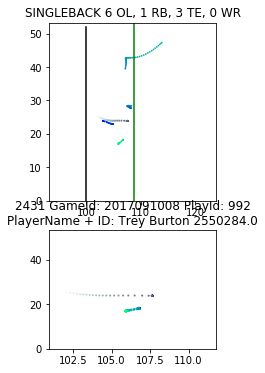 SINGLEBACK 6 OL, 1 RB, 3 TE, 0 WR
50
40
30
20
10
0
100 110 120
2431 GameId: 2017091008 PlayId: 992
PlayerName + ID: Trey Burton 2550284.0
40
20
0
102.5 105.0 107.5 110.0